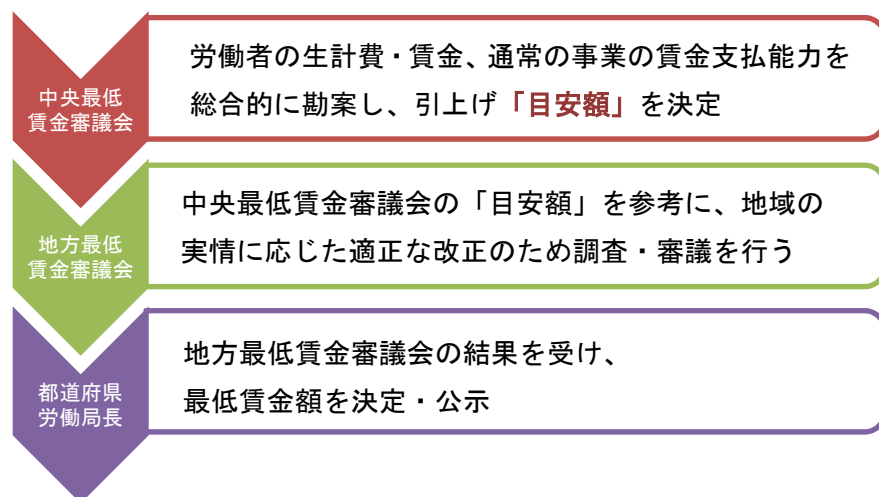 中央最低
賃金審議会
労働者の生計費・賃金、通常の事業の賃金支払能力を
総合的に勘案し、引上げ「目安額」を決定
地方最低
賃金審議会
中央最低賃金審議会の「目安額」を参考に、地域の
実情に応じた適正な改正のため調査・審議を行う
都道府県
労働局長
地方最低賃金審議会の結果を受け、
最低賃金額を決定・公示